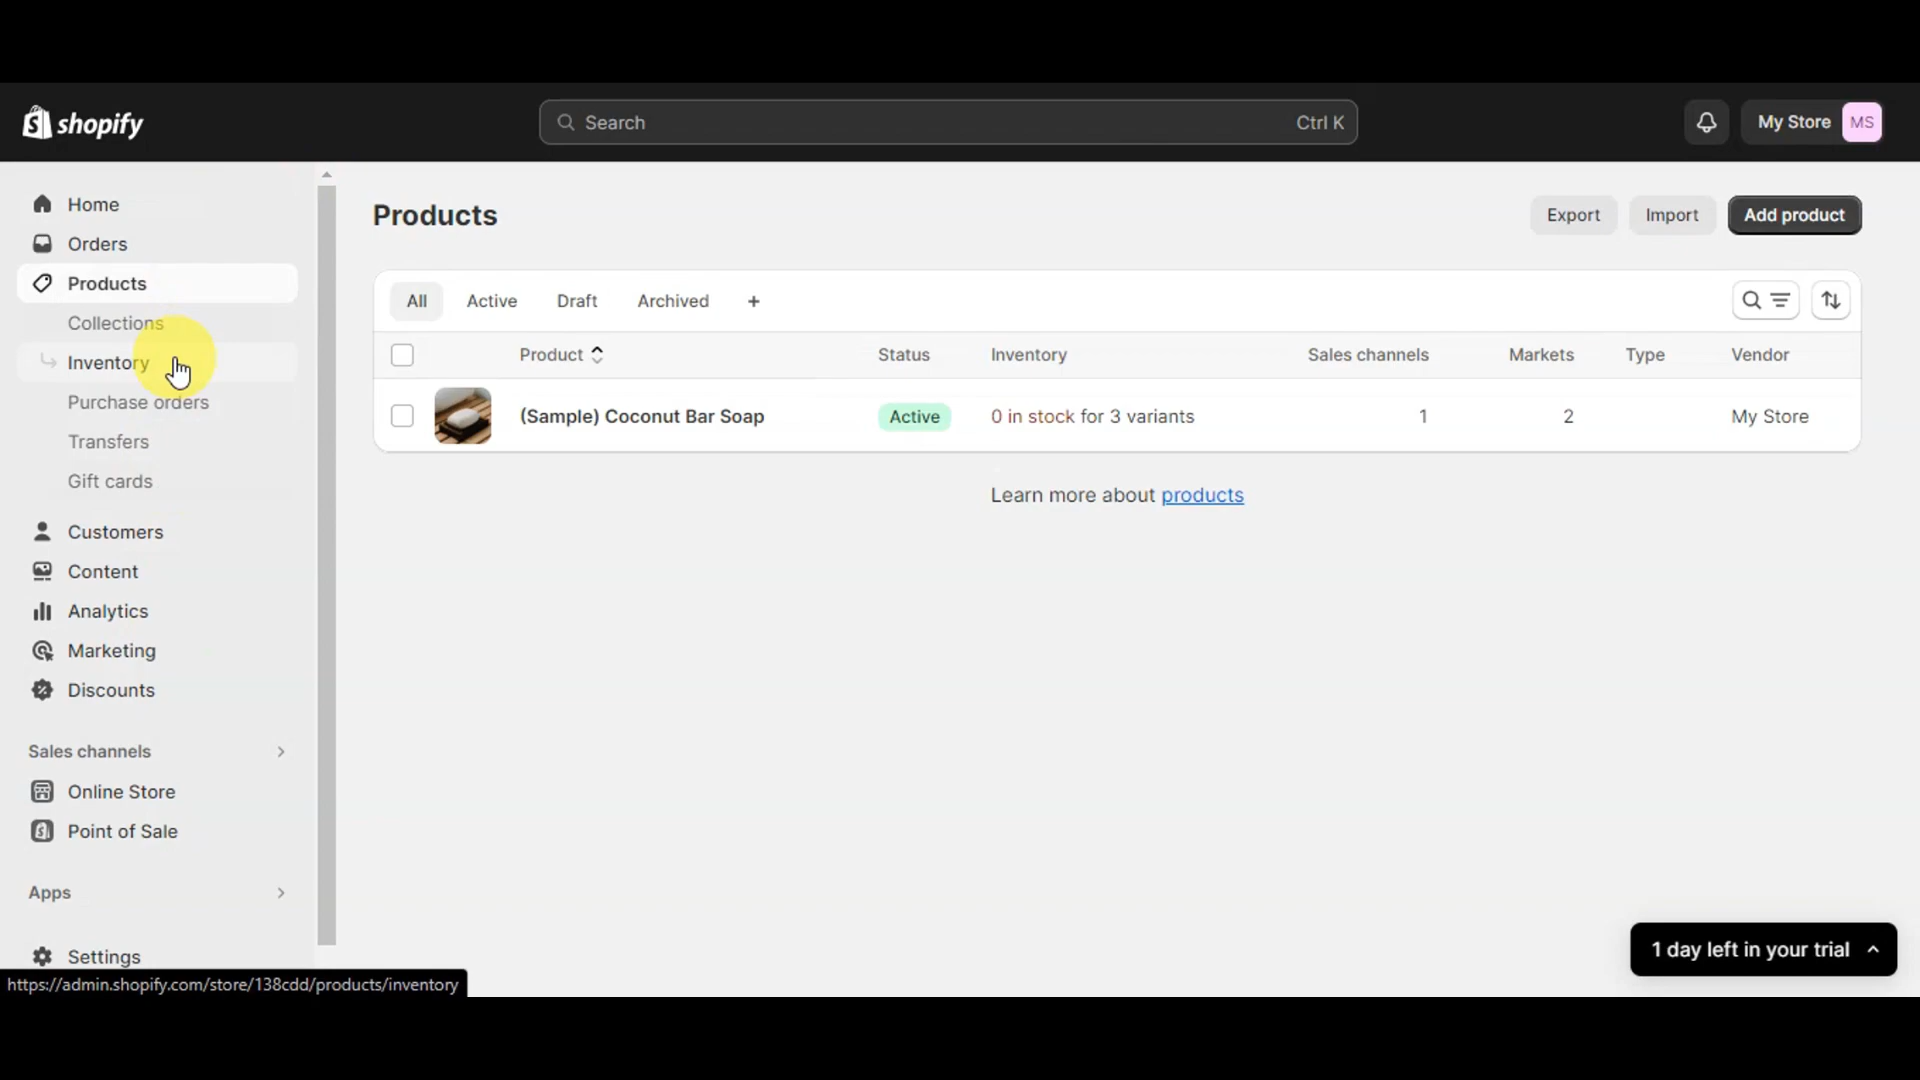 shopify
Search
Ctrl K
My Store
MS
Home
Orders
Products
Collections
Inventory
Purchase orders
Transfers
Gift cards
Customers
Content
Analytics
Marketing
Discounts
Sales channels
Online Store
Point of Sale
Apps
Settings
https://admin.shopify.com/store/138cdd/products/inventory
Products
Export
Import
Add product
All
Active
Draft
Archived
+
Product
Status
Inventory
Sales channels
Markets
Type
Vendor
(Sample) Coconut Bar Soap
Active
0 in stock for 3 variants
1
2
My Store
Learn more about products
1 day left in your trial